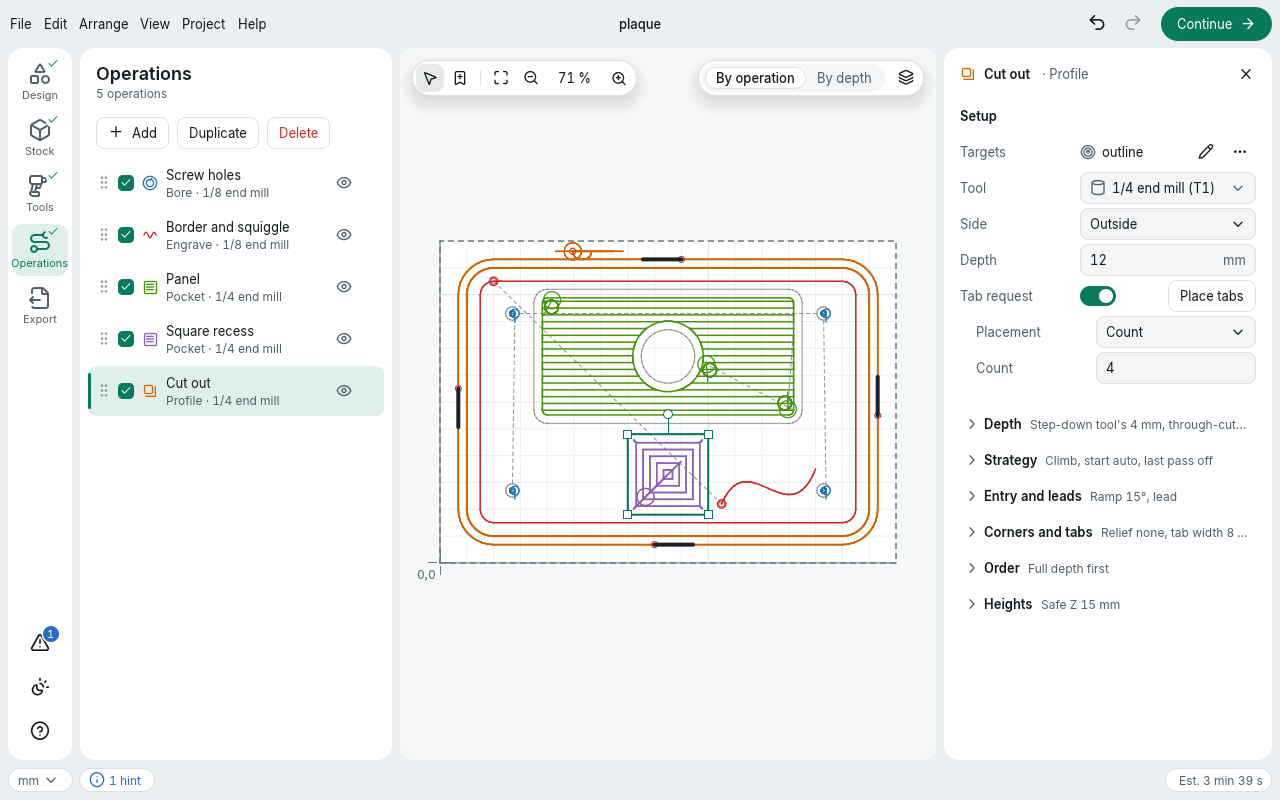 File Edit Arrange View Project Help
plaque
Continue
Design
Stock
Tools
Operations
Export
1
Operations
5 operations
Add
Duplicate
Delete
Screw holes
Bore · 1/8 end mill
Border and squiggle
Engrave · 1/8 end mill
Panel
Pocket · 1/4 end mill
Square recess
Pocket · 1/4 end mill
Cut out
Profile · 1/4 end mill
71 %
By operation By depth
0,0
Cut out · Profile
Setup
Targets outline
Tool 1/4 end mill (T1)
Side Outside
Depth 12 mm
Tab request Place tabs
Placement Count
Count 4
Depth Step-down tool's 4 mm, through-cut...
Strategy Climb, start auto, last pass off
Entry and leads Ramp 15°, lead
Corners and tabs Relief none, tab width 8 ...
Order Full depth first
Heights Safe Z 15 mm
mm
1 hint
Est. 3 min 39 s